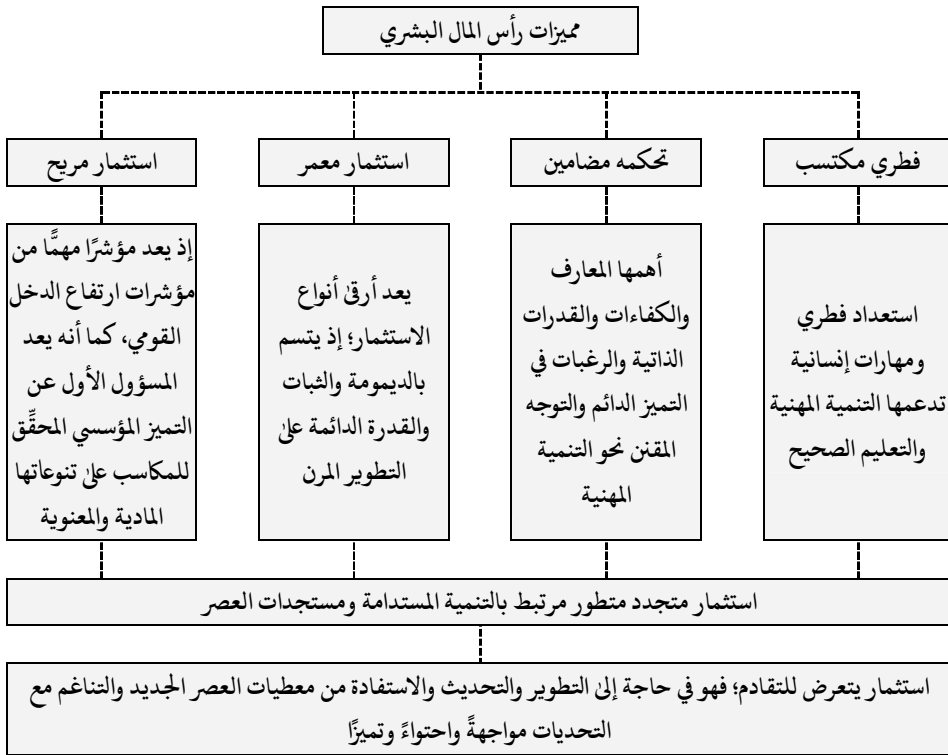 مميزات رأس المال البشري
فطري مكتسب
تحكمه مضامين
استثمار معمر
استثمار مريح
استعداد فطري
ومهارات إنسانية
تدعمها التنمية المهنية
والتعليم الصحيح
أهمها المعارف
والكفاءات والقدرات
الذاتية والرغبات في
التميز الدائم والتوجه
المقنن نحو التنمية
المهنية
يعد أرقى أنواع
الاستثمار؛ إذ يتسم
بالديمومة والثبات
والقدرة الدائمة على
التطوير المرن
إذ يعد مؤشرًا مهمًّا من
مؤشرات ارتفاع الدخل
القومي، كما أنه يعد
المسؤول الأول عن
التميز المؤسسي المحقِّق
للمكاسب على تنوعاتها
المادية والمعنوية
استثمار متجدد متطور مرتبط بالتنمية المستدامة ومستجدات العصر
استثمار يتعرض للتقادم؛ فهو في حاجة إلى التطوير والتحديث والاستفادة من معطيات العصر الجديد والتناغم مع
التحديات مواجهةً واحتواءً وتميزًا